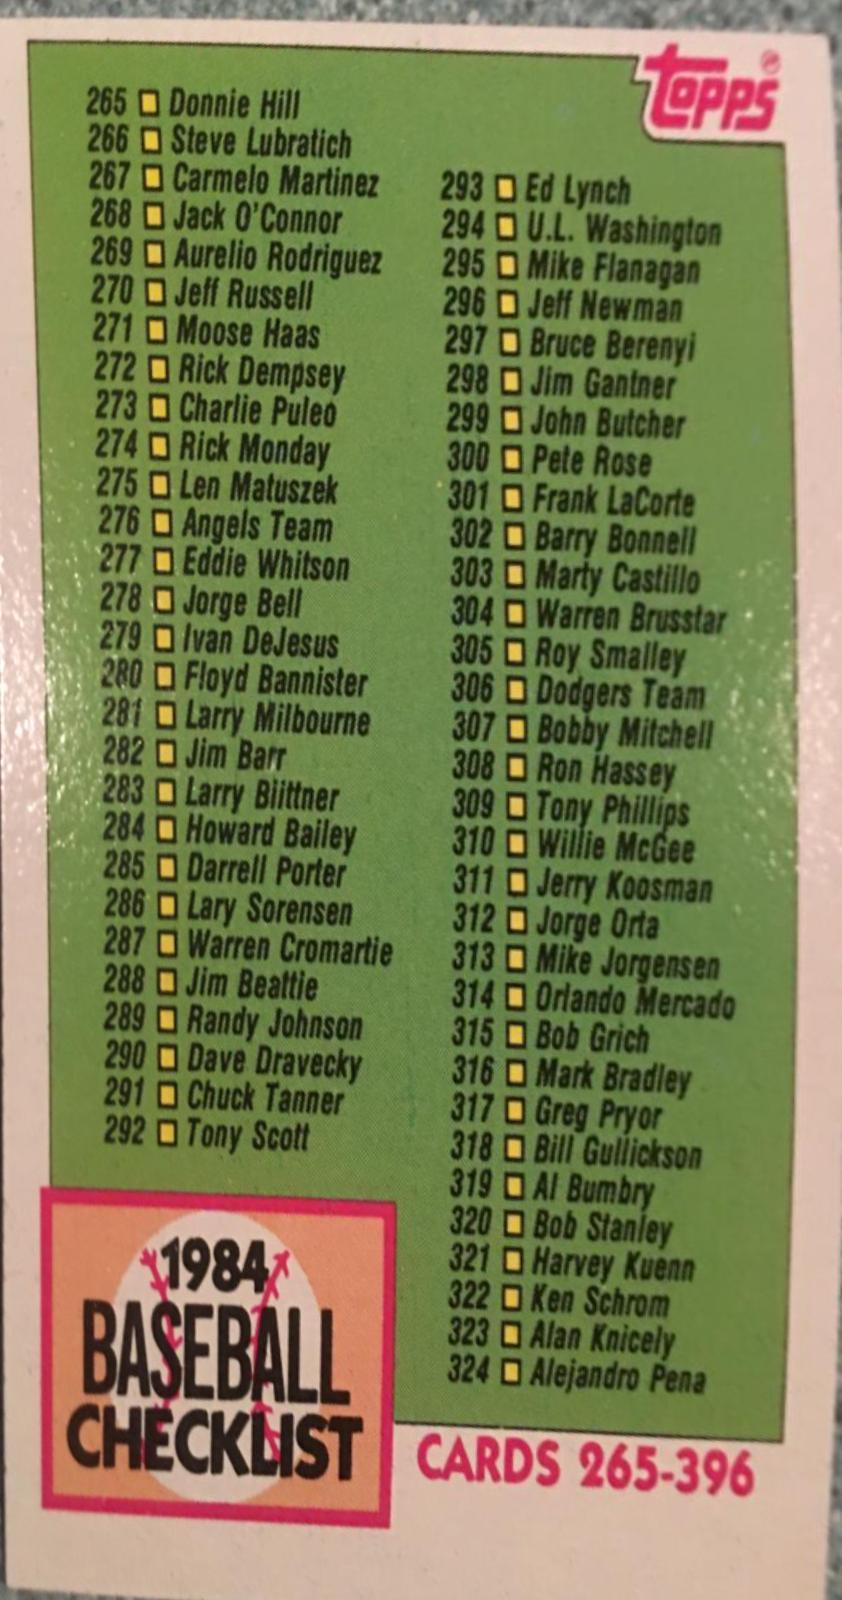 topps®
265 Donnie Hill
266 Steve Lubratich
267 Carmelo Martinez
268 Jack O'Connor
269 Aurelio Rodriguez
270 Jeff Russell
271 Moose Haas
272 Rick Dempsey
273 Charlie Puleo
274 Rick Monday
275 Len Matuszek
276 Angels Team
277 Eddie Whitson
278 Jorge Bell
279 Ivan DeJesus
280 Floyd Bannister
281 Larry Milbourne
282 Jim Barr
283 Larry Biittner
284 Howard Bailey
285 Darrell Porter
286 Lary Sorensen
287 Warren Cromartie
288 Jim Beattie
289 Randy Johnson
290 Dave Dravecky
291 Chuck Tanner
292 Tony Scott
293 Ed Lynch
294 U.L. Washington
295 Mike Flanagan
296 Jeff Newman
297 Bruce Berenyi
298 Jim Gantner
299 John Butcher
300 Pete Rose
301 Frank LaCorte
302 Barry Bonnell
303 Marty Castillo
304 Warren Brusstar
305 Roy Smalley
306 Dodgers Team
307 Bobby Mitchell
308 Ron Hassey
309 Tony Phillips
310 Willie McGee
311 Jerry Koosman
312 Jorge Orta
313 Mike Jorgensen
314 Orlando Mercado
315 Bob Grich
316 Mark Bradley
317 Greg Pryor
318 Bill Gullickson
319 Al Bumbry
320 Bob Stanley
321 Harvey Kuenn
322 Ken Schrom
323 Alan Knicely
324 Alejandro Pena
1984
BASEBALL
CHECKLIST
CARDS 265-396